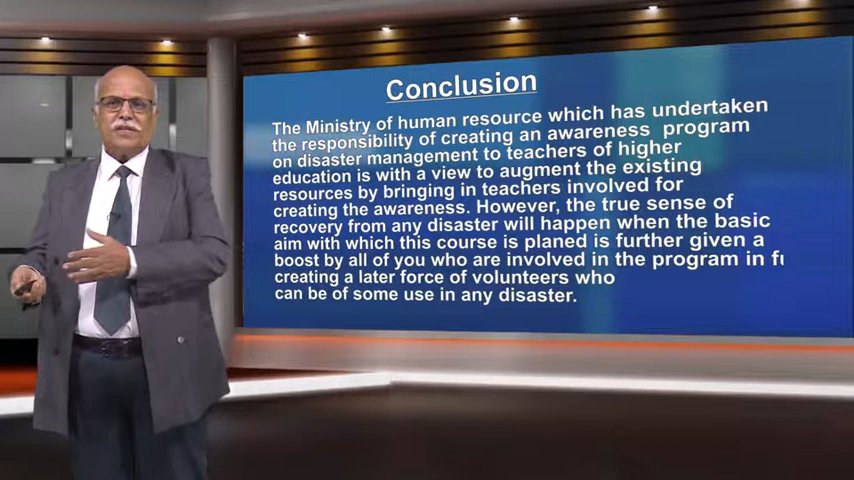 Conclusion
The Ministry of human resource which has undertaken
the responsibility of creating an awareness program
on disaster management to teachers of higher
education is with a view to augment the existing
resources by bringing in teachers involved for
creating the awareness. However, the true sense of
recovery from any disaster will happen when the basic
aim with which this course is planed is further given a
boost by all of you who are involved in the program in
creating a later force of volunteers who
can be of some use in any disaster.